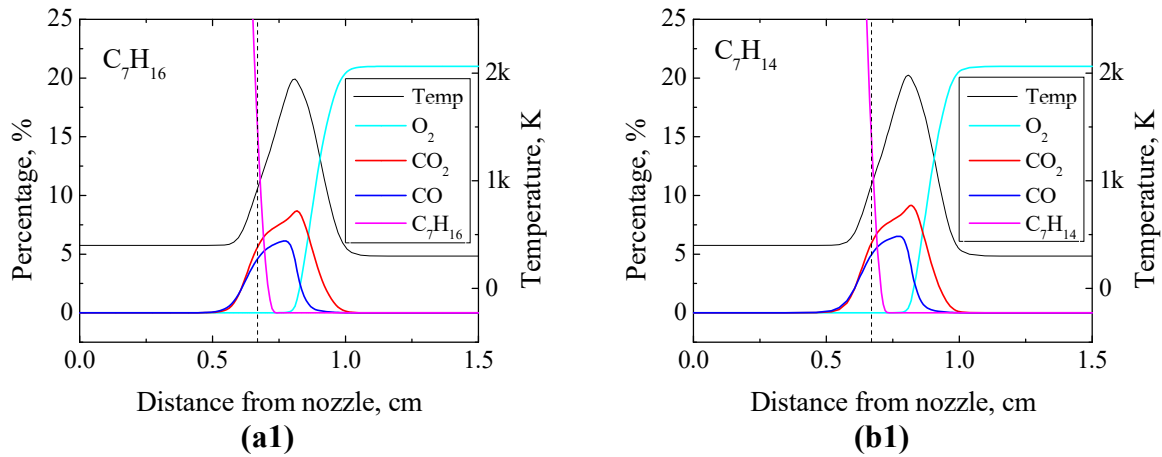 C₇H₁₆
25
20
15
10
5
0
Percentage, %
2k
1k
0
Temperature, K
Temp
O₂
CO₂
CO
C₇H₁₆
0.0 0.5 1.0 1.5
Distance from nozzle, cm
(a1)
C₇H₁₄
25
20
15
10
5
0
Percentage, %
2k
1k
0
Temperature, K
Temp
O₂
CO₂
CO
C₇H₁₄
0.0 0.5 1.0 1.5
Distance from nozzle, cm
(b1)